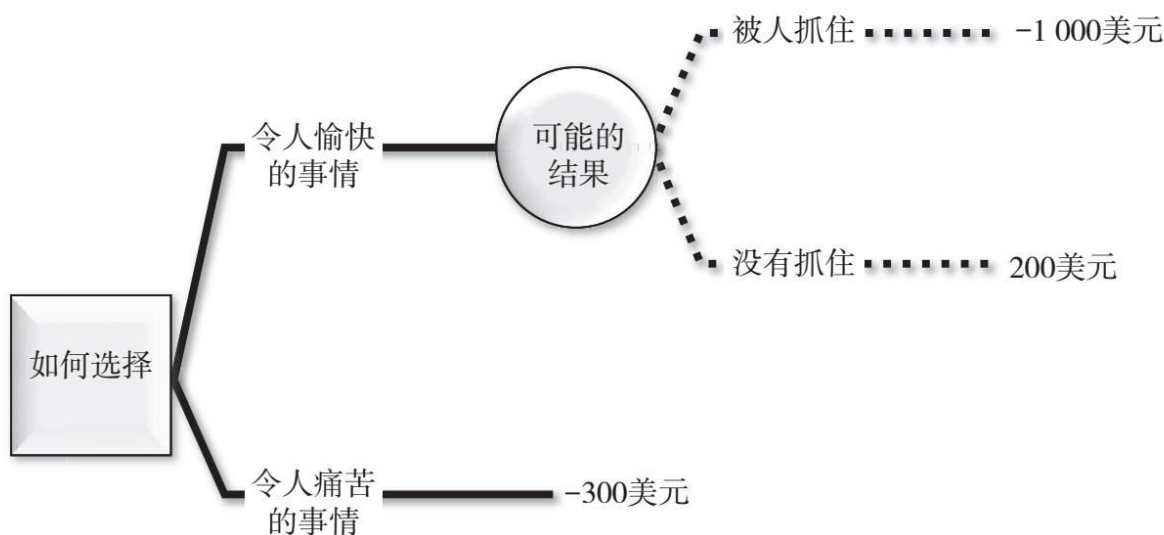 被人抓住
-1 000美元
令人愉快
的事情
可能的
结果
没有抓住
200美元
如何选择
令人痛苦
的事情
-300美元